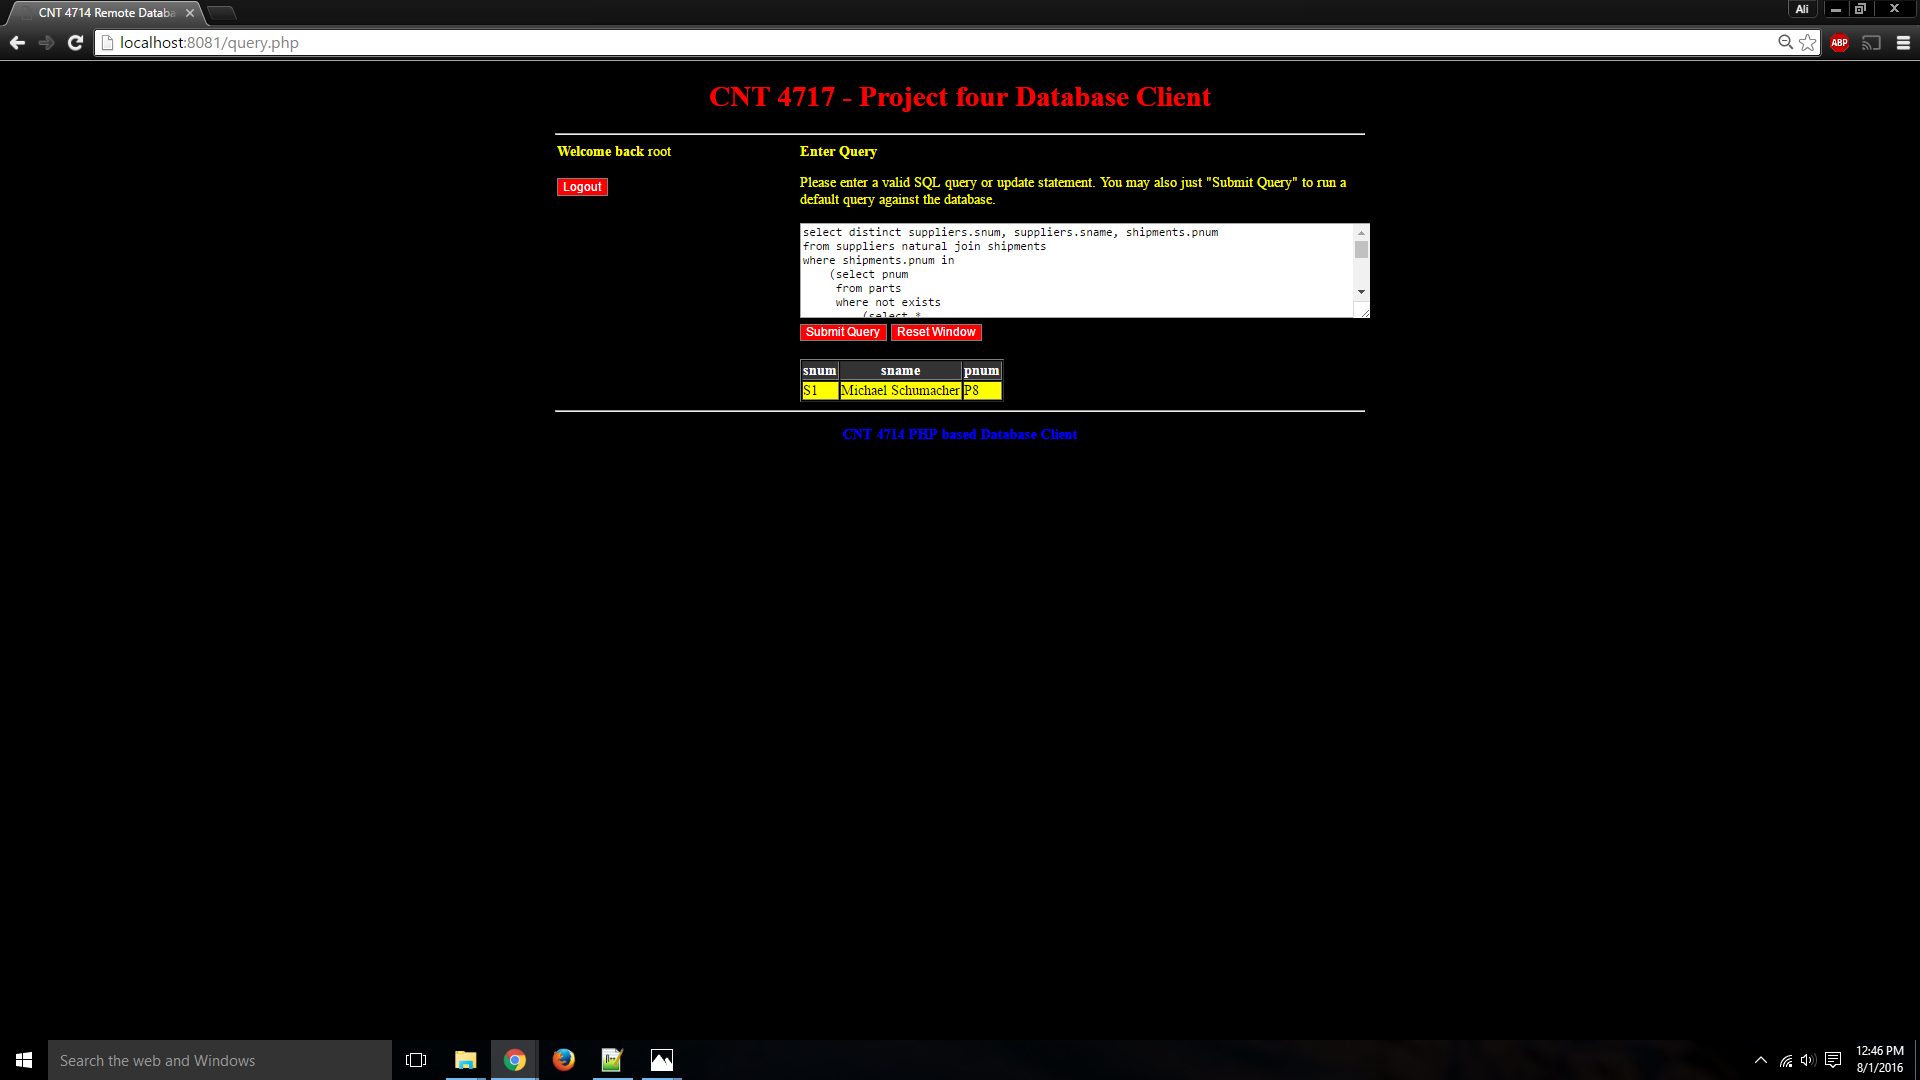 CNT 4714 Remote Databa
Ali
localhost:8081/query.php
ABP
CNT 4717 - Project four Database Client
Welcome back root
Logout
Enter Query
Please enter a valid SQL query or update statement. You may also just "Submit Query" to run a
default query against the database.
select distinct suppliers.snum, suppliers.sname, shipments.pnum
from suppliers natural join shipments
where shipments.pnum in
(select pnum
from parts
where not exists
(select *
Submit Query Reset Window
snum sname pnum
S1 Michael Schumacher P8
CNT 4714 PHP based Database Client
Search the web and Windows
12:46 PM
8/1/2016